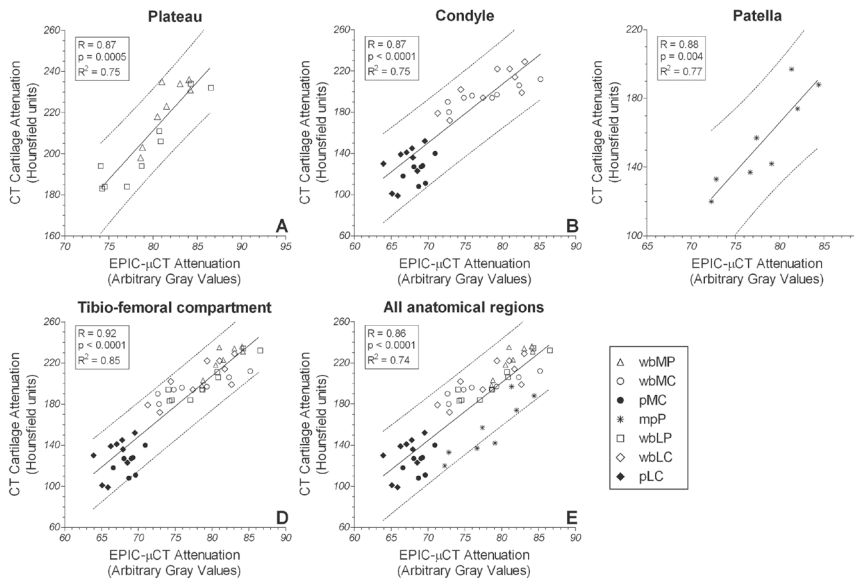 Plateau
R = 0.87
p = 0.0005
R² = 0.75
CT Cartilage Attenuation
(Hounsfield units)
260
240
220
200
180
160
70 75 80 85 90 95
A
EPIC-µCT Attenuation
(Arbitrary Gray Values)
Condyle
R = 0.87
p < 0.0001
R² = 0.75
CT Cartilage Attenuation
(Hounsfield units)
260
220
180
140
100
60
60 65 70 75 80 85 90
B
EPIC-µCT Attenuation
(Arbitrary Gray Values)
Patella
R = 0.88
p = 0.004
R² = 0.77
CT Cartilage Attenuation
(Hounsfield units)
220
180
140
100
65 70 75 80 85 90
EPIC-µCT Attenuation
(Arbitrary Gray Values)
Tibio-femoral compartment
R = 0.92
p < 0.0001
R² = 0.85
CT Cartilage Attenuation
(Hounsfield units)
260
220
180
140
100
60
60 65 70 75 80 85 90
D
EPIC-µCT Attenuation
(Arbitrary Gray Values)
All anatomical regions
R = 0.86
p < 0.0001
R² = 0.74
CT Cartilage Attenuation
(Hounsfield units)
260
220
180
140
100
60
60 65 70 75 80 85 90
E
EPIC-µCT Attenuation
(Arbitrary Gray Values)
wbMP
wbMC
pMC
mpP
wbLP
wbLC
pLC